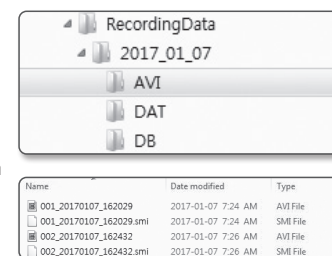 RecordingData
2017_01_07
AVI
DAT
DB
Name Date modified Type
001_20170107_162029 2017-01-07 7:24 AM AVI File
001_20170107_162029.smi 2017-01-07 7:24 AM SMI File
002_20170107_162432 2017-01-07 7:26 AM AVI File
002_20170107_162432.smi 2017-01-07 7:26 AM SMI File